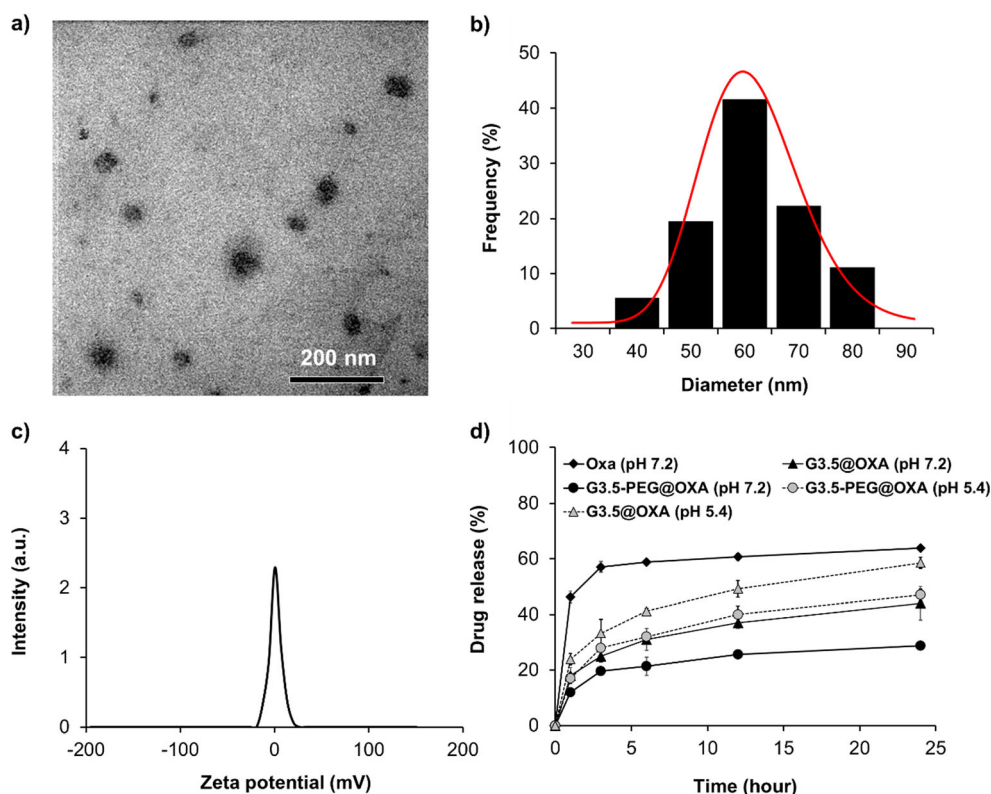 a)
200 nm
b)
50
40
30
20
10
0
Frequency (%)
30 40 50 60 70 80 90
Diameter (nm)
c)
4
3
2
1
0
Intensity (a.u.)
-200 -100 0 100 200
Zeta potential (mV)
d)
100
80
60
40
20
0
Drug release (%)
Oxa (pH 7.2) G3.5@OXA (pH 7.2)
G3.5-PEG@OXA (pH 7.2) G3.5-PEG@OXA (pH 5.4)
G3.5@OXA (pH 5.4)
0 5 10 15 20 25
Time (hour)